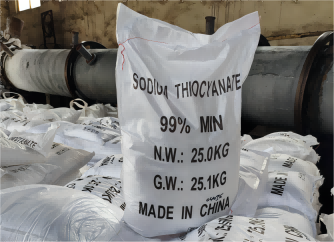 SODIUM THIOCYANATE
99% MIN
N.W.: 25.0KG
G.W.: 25.1KG
MADE IN CHINA